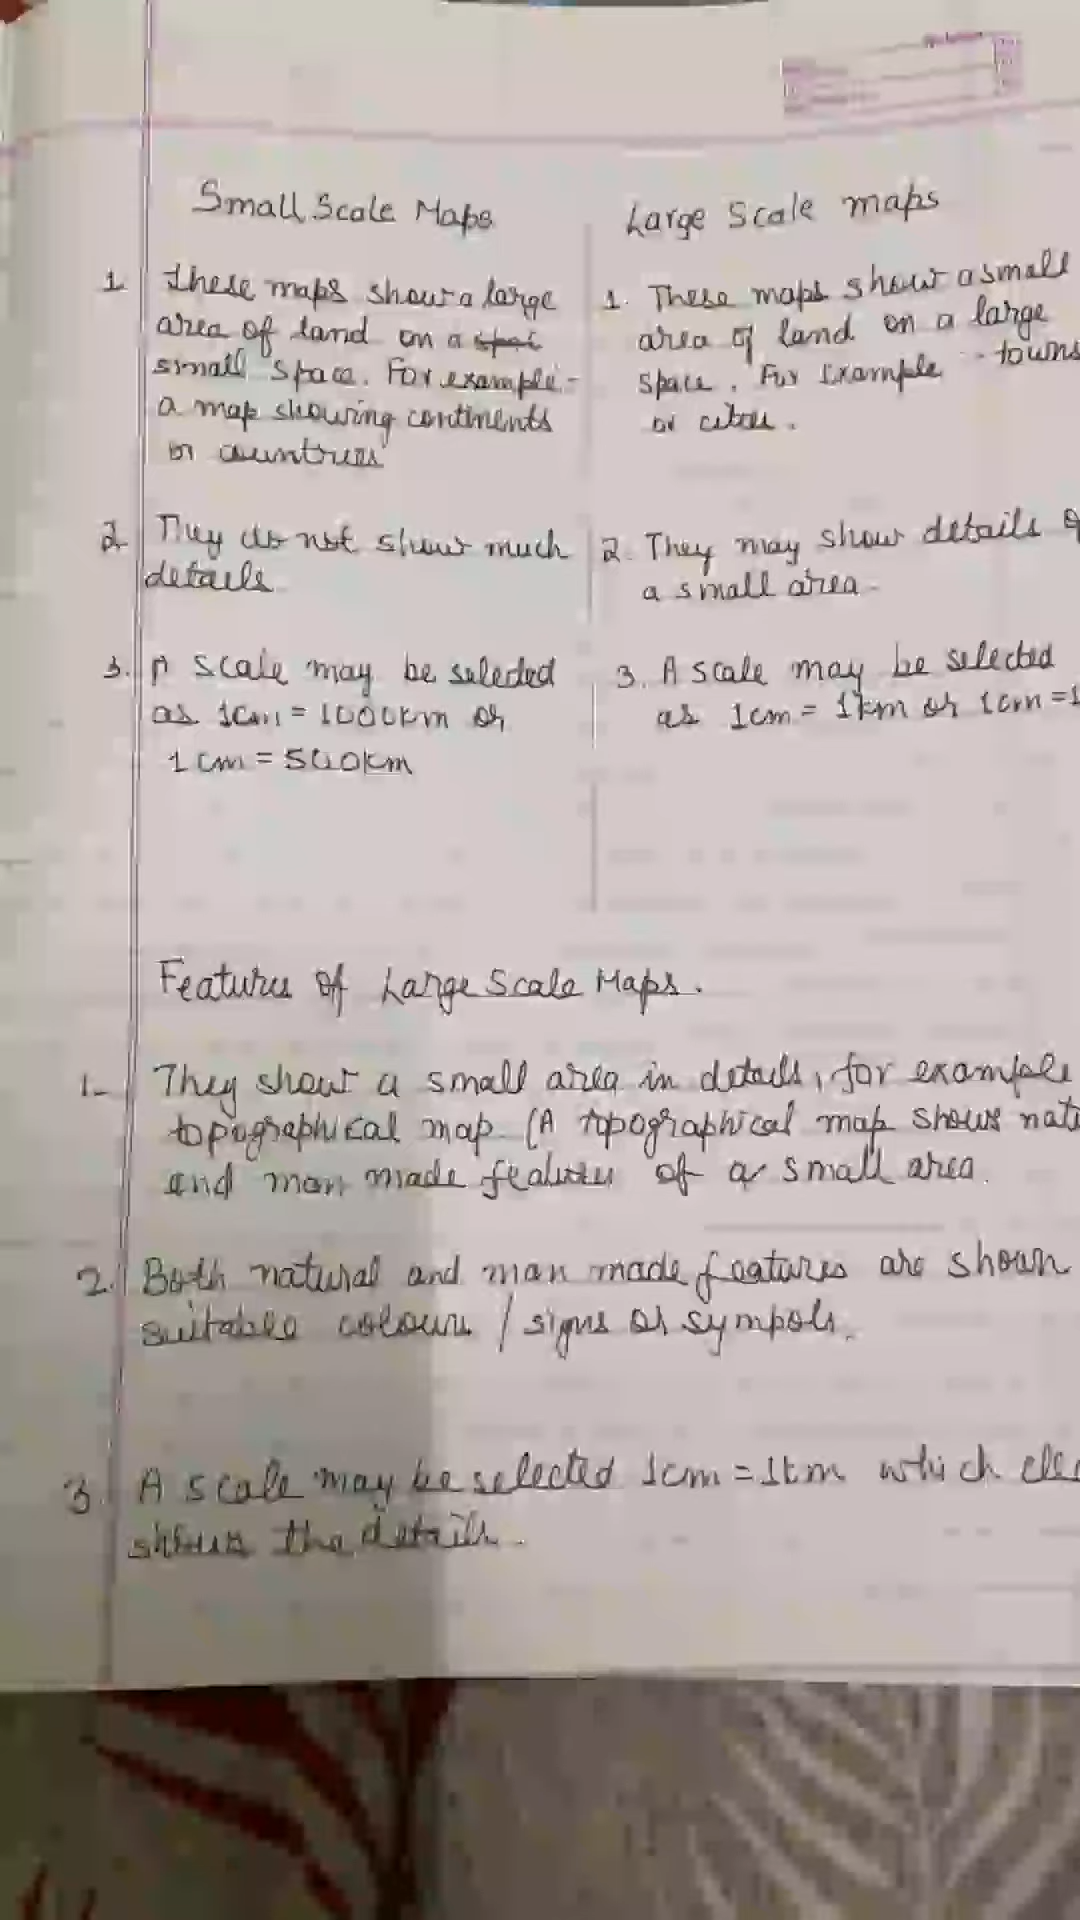 Small Scale Maps
1. These maps show a large
area of land on a
small space. For example -
a map showing continents
or countries
2. They do not show much
details.
3. A scale may be selected
as 1cm = 1000km or
1 cm = 500km
Large Scale maps
1. These maps show a small
area of land on a large
space. For Example -- towns
or cities.
2. They may show details
a small area.
3. A scale may be selected
as 1cm = 1km or 1cm =
Features of Large Scale Maps.
1- They show a small area in details, for example
topographical map. (A topographical map shows
and man made features of a small area.
2. Both natural and man made features are shown
suitable colours / signs or sympols.
3. A scale may be selected 1cm = 1km which
shows the details.